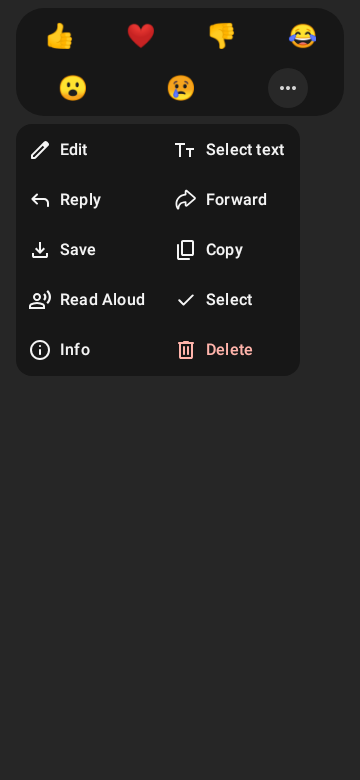 Edit
Select text
Reply
Forward
Save
Copy
Read Aloud
Select
Info
Delete